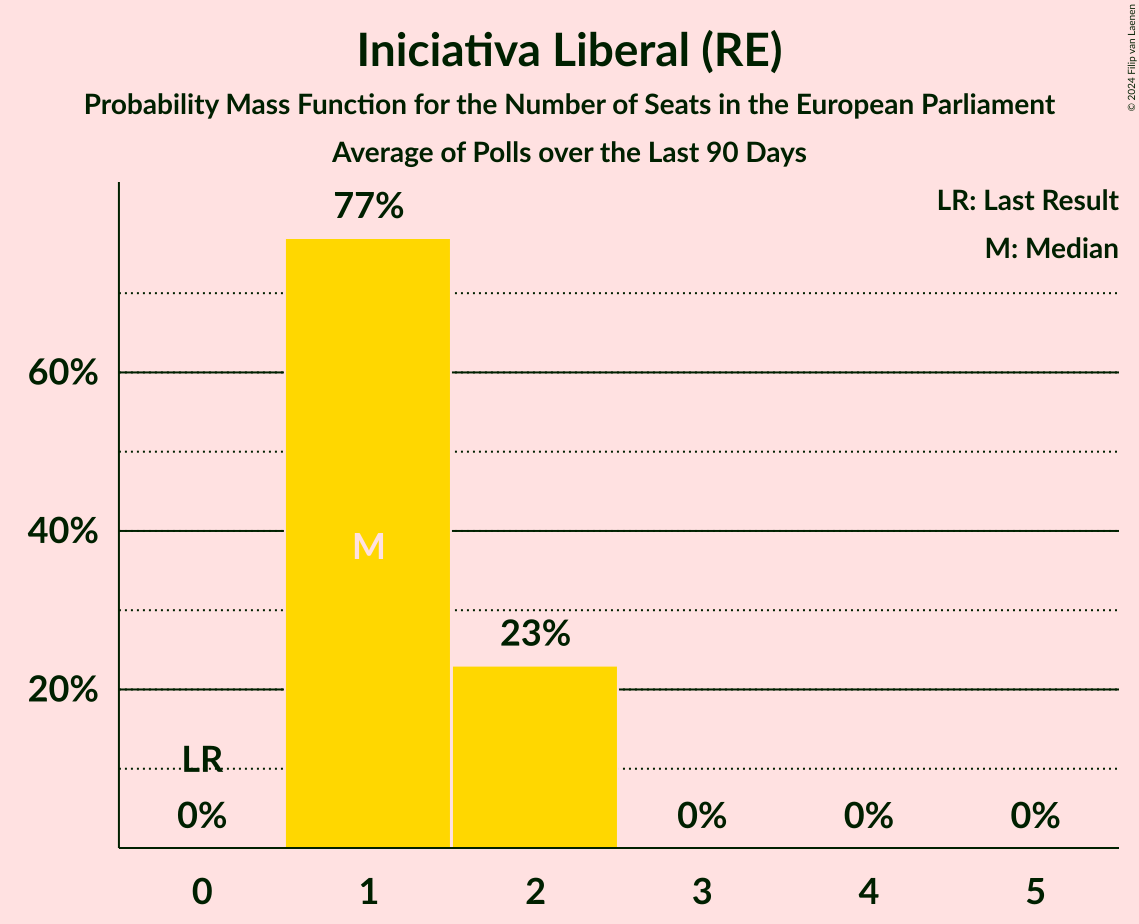 Iniciativa Liberal (RE)
Probability Mass Function for the Number of Seats in the European Parliament
Average of Polls over the Last 90 Days
© 2024 Filip van Laenen
LR: Last Result
M: Median
77%
60%
40%
M
23%
20%
LR
0%
0%
0%
0%
0
1
2
3
4
5